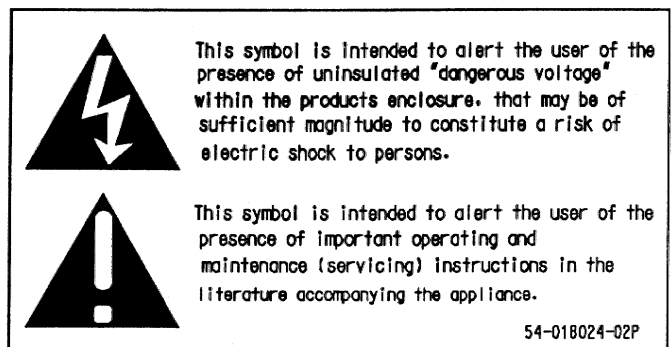 This symbol is intended to alert the user of the
presence of uninsulated "dangerous voltage"
within the products enclosure. that may be of
sufficient magnitude to constitute a risk of
electric shock to persons.
This symbol is intended to alert the user of the
presence of important operating and
maintenance (servicing) instructions in the
literature accompanying the appliance.
54-018024-02P